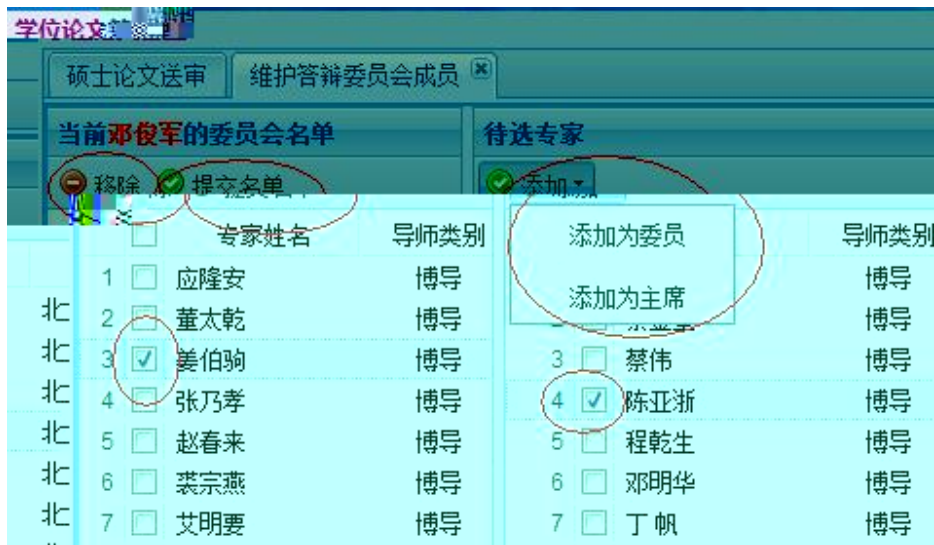 学位论文
硕士论文送审 维护答辩委员会成员
当前邓俊军的委员会名单 待选专家
移除 提交名单 添加
专家姓名 导师类别 添加为委员 导师类别
1 应隆安 博导 博导
添加为主席
北 2 董太乾 博导 博导
北 3 姜伯驹 博导 3 蔡伟 博导
北 4 张乃孝 博导 4 陈亚浙 博导
北 5 赵春来 博导 5 程乾生 博导
北 6 裘宗燕 博导 6 邓明华 博导
北 7 艾明要 博导 7 丁帆 博导